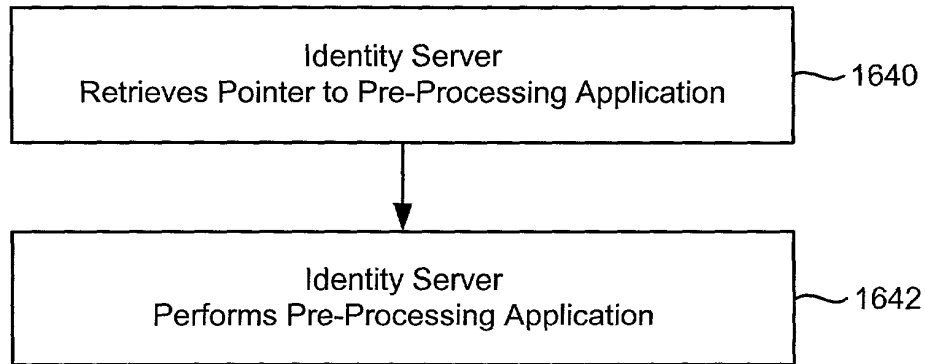 Identity Server
Retrieves Pointer to Pre-Processing Application
1640
Identity Server
Performs Pre-Processing Application
1642